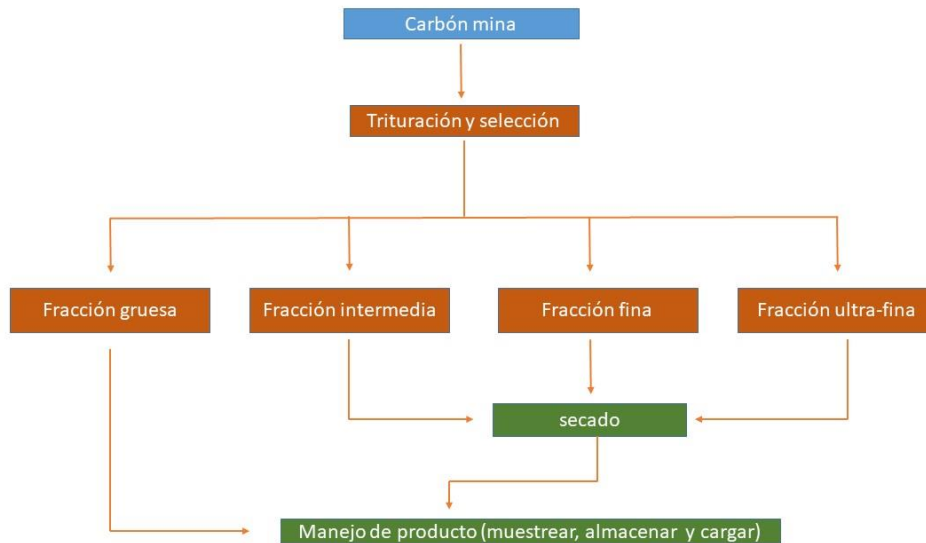 Carbón mina
Trituración y selección
Fracción gruesa
Fracción intermedia
Fracción fina
Fracción ultra-fina
secado
Manejo de producto (muestrear, almacenar y cargar)